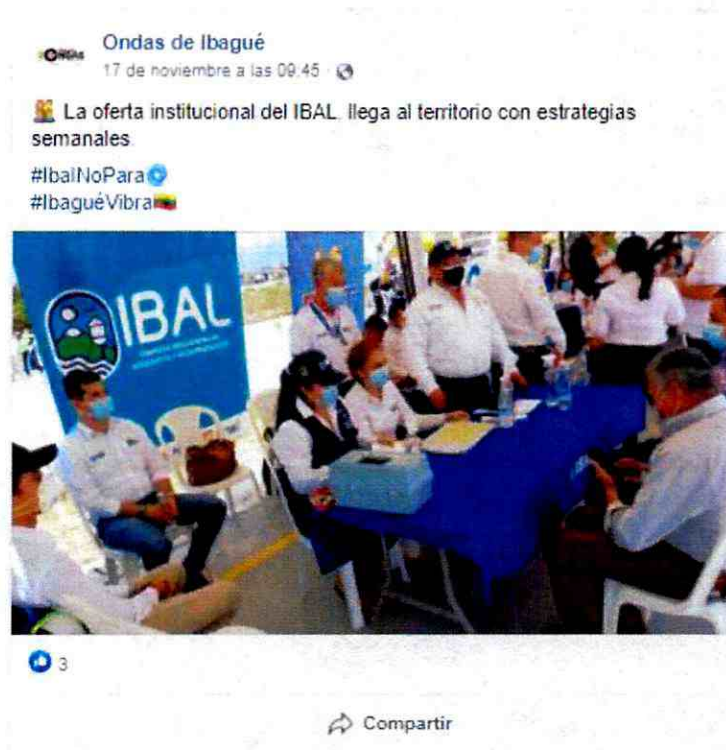 Ondas de Ibagué
17 de noviembre a las 09:45
La oferta institucional del IBAL, llega al territorio con estrategias
semanales.
#IbalNoPara
#IbaguéVibra
IBAL
3
Compartir